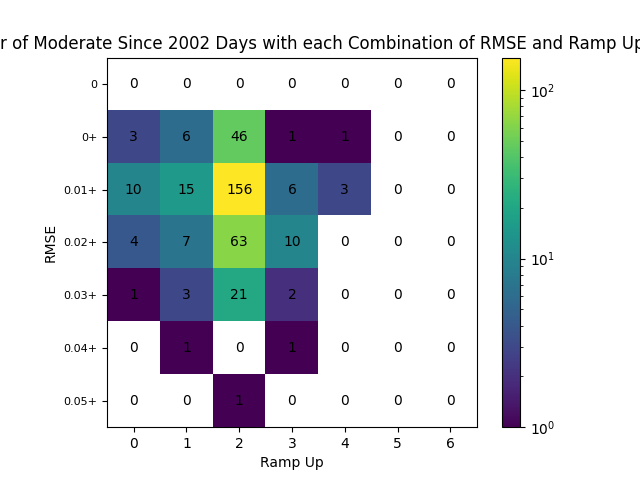 r of Moderate Since 2002 Days with each Combination of RMSE and Ramp Up
0 0 0 0 0 0 0 0
0+ 3 6 46 1 1 0 0
0.01+ 10 15 156 6 3 0 0
0.02+ 4 7 63 10 0 0 0
0.03+ 1 3 21 2 0 0 0
0.04+ 0 1 0 1 0 0 0
0.05+ 0 0 1 0 0 0 0
0 1 2 3 4 5 6
Ramp Up
RMSE
10²
10¹
10⁰